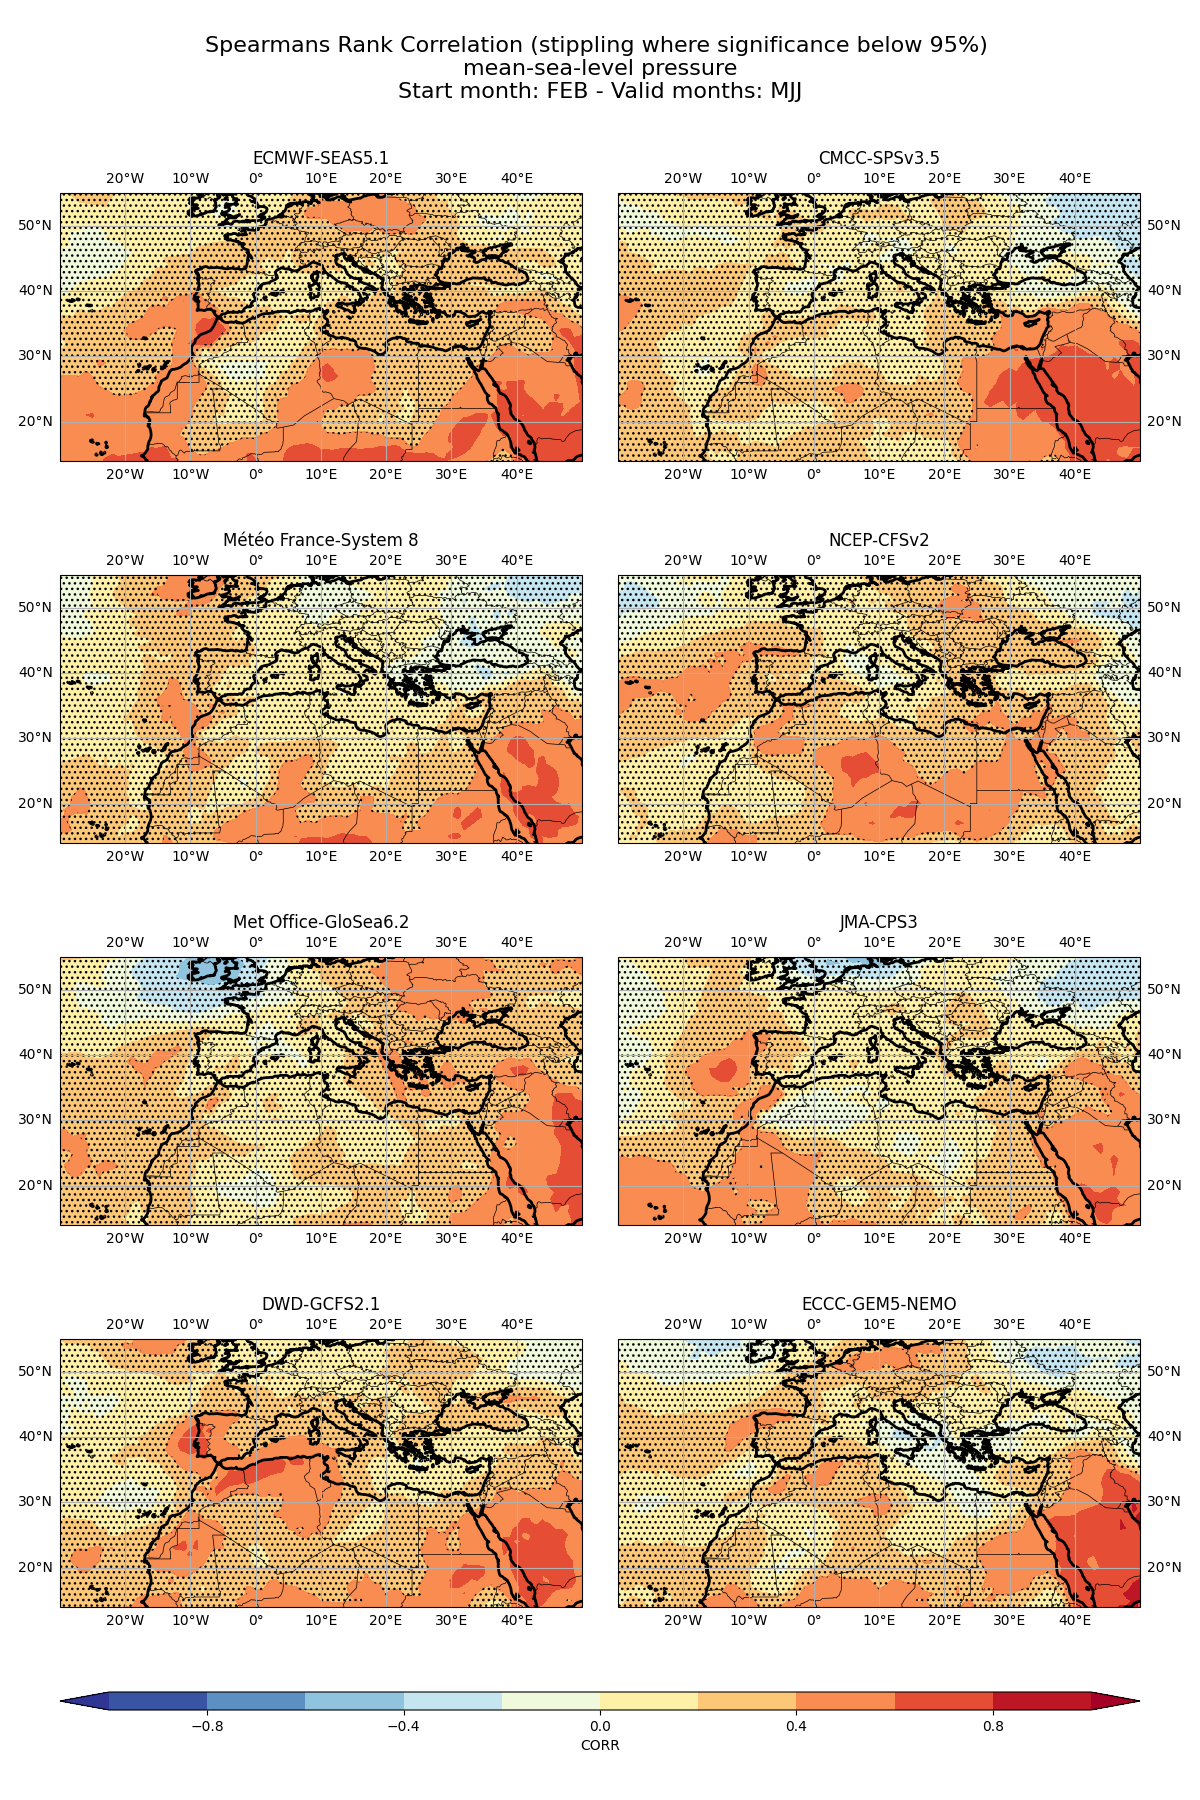 Spearmans Rank Correlation (stippling where significance below 95%)
mean-sea-level pressure
Start month: FEB - Valid months: MJJ
ECMWF-SEAS5.1
20°W 10°W 0° 10°E 20°E 30°E 40°E
50°N
40°N
30°N
20°N
20°W 10°W 0° 10°E 20°E 30°E 40°E
CMCC-SPSv3.5
20°W 10°W 0° 10°E 20°E 30°E 40°E
50°N
40°N
30°N
20°N
20°W 10°W 0° 10°E 20°E 30°E 40°E
Météo France-System 8
20°W 10°W 0° 10°E 20°E 30°E 40°E
50°N
40°N
30°N
20°N
20°W 10°W 0° 10°E 20°E 30°E 40°E
NCEP-CFSv2
20°W 10°W 0° 10°E 20°E 30°E 40°E
50°N
40°N
30°N
20°N
20°W 10°W 0° 10°E 20°E 30°E 40°E
Met Office-GloSea6.2
20°W 10°W 0° 10°E 20°E 30°E 40°E
50°N
40°N
30°N
20°N
20°W 10°W 0° 10°E 20°E 30°E 40°E
JMA-CPS3
20°W 10°W 0° 10°E 20°E 30°E 40°E
50°N
40°N
30°N
20°N
20°W 10°W 0° 10°E 20°E 30°E 40°E
DWD-GCFS2.1
20°W 10°W 0° 10°E 20°E 30°E 40°E
50°N
40°N
30°N
20°N
20°W 10°W 0° 10°E 20°E 30°E 40°E
ECCC-GEM5-NEMO
20°W 10°W 0° 10°E 20°E 30°E 40°E
50°N
40°N
30°N
20°N
20°W 10°W 0° 10°E 20°E 30°E 40°E
−0.8 −0.4 0.0 0.4 0.8
CORR